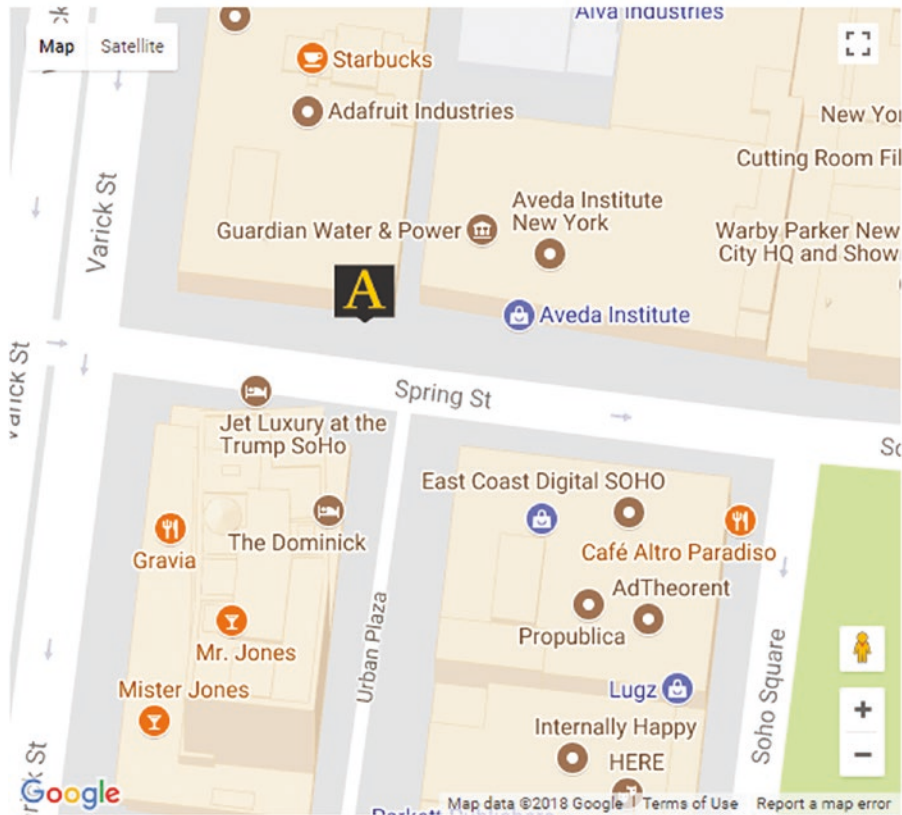 Alva Industries
Map
Satellite
Starbucks
Adafruit Industries
New Yor
Cutting Room Fil
Varick St
Aveda Institute
New York
Guardian Water & Power
Warby Parker New
City HQ and Show
A
Aveda Institute
Varick St
Spring St
Jet Luxury at the
Trump SoHo
East Coast Digital SOHO
The Dominick
Gravia
Café Altro Paradiso
AdTheorent
Propublica
Urban Plaza
Mr. Jones
Soho Square
Mister Jones
Lugz
Internally Happy
HERE
Google
Map data ©2018 Google
Terms of Use
Report a map error